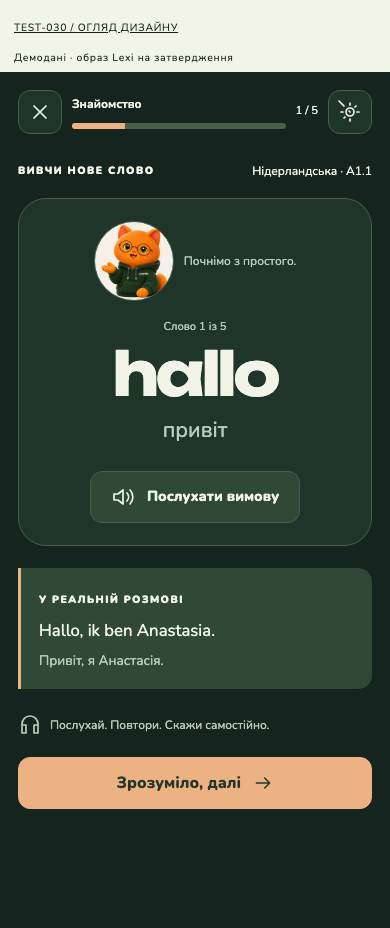 TEST-030 / ОГЛЯД ДИЗАЙНУ
Демодані · образ Lexi на затвердження
Знайомство
1 / 5
ВИВЧИ НОВЕ СЛОВО
Нідерландська · A1.1
Почнімо з простого.
Слово 1 із 5
hallo
привіт
Послухати вимову
У РЕАЛЬНІЙ РОЗМОВІ
Hallo, ik ben Anastasia.
Привіт, я Анастасія.
Послухай. Повтори. Скажи самостійно.
Зрозуміло, далі →